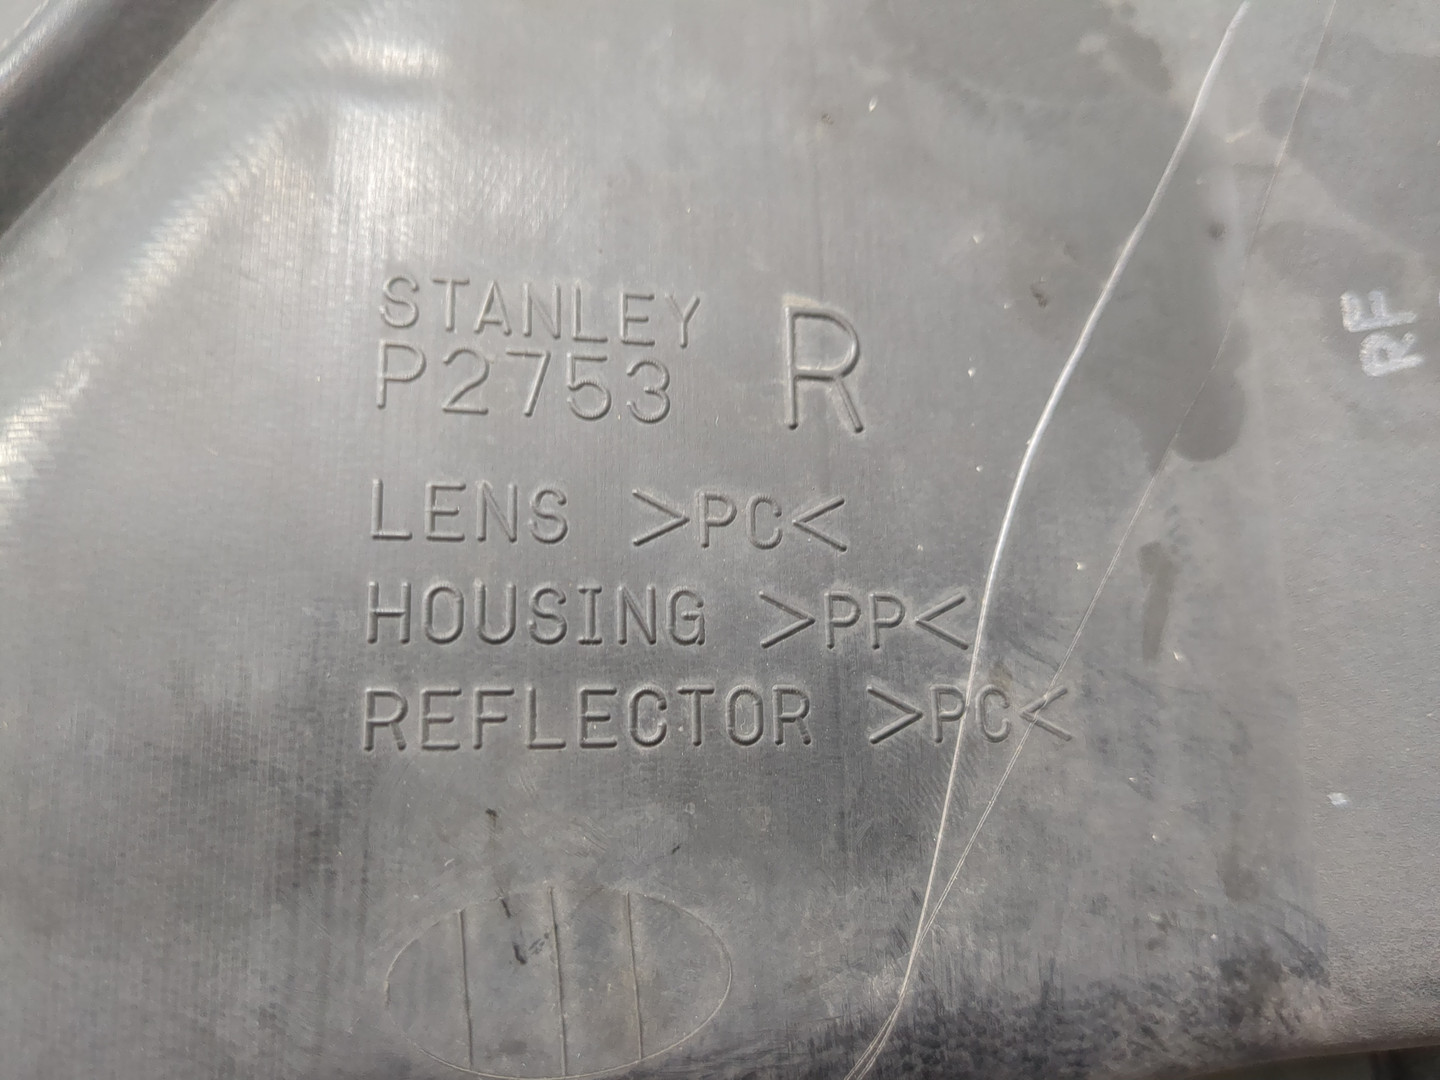 STANLEY
P2753 R
LENS >PC<
HOUSING >PP<
REFLECTOR >PC<
RF